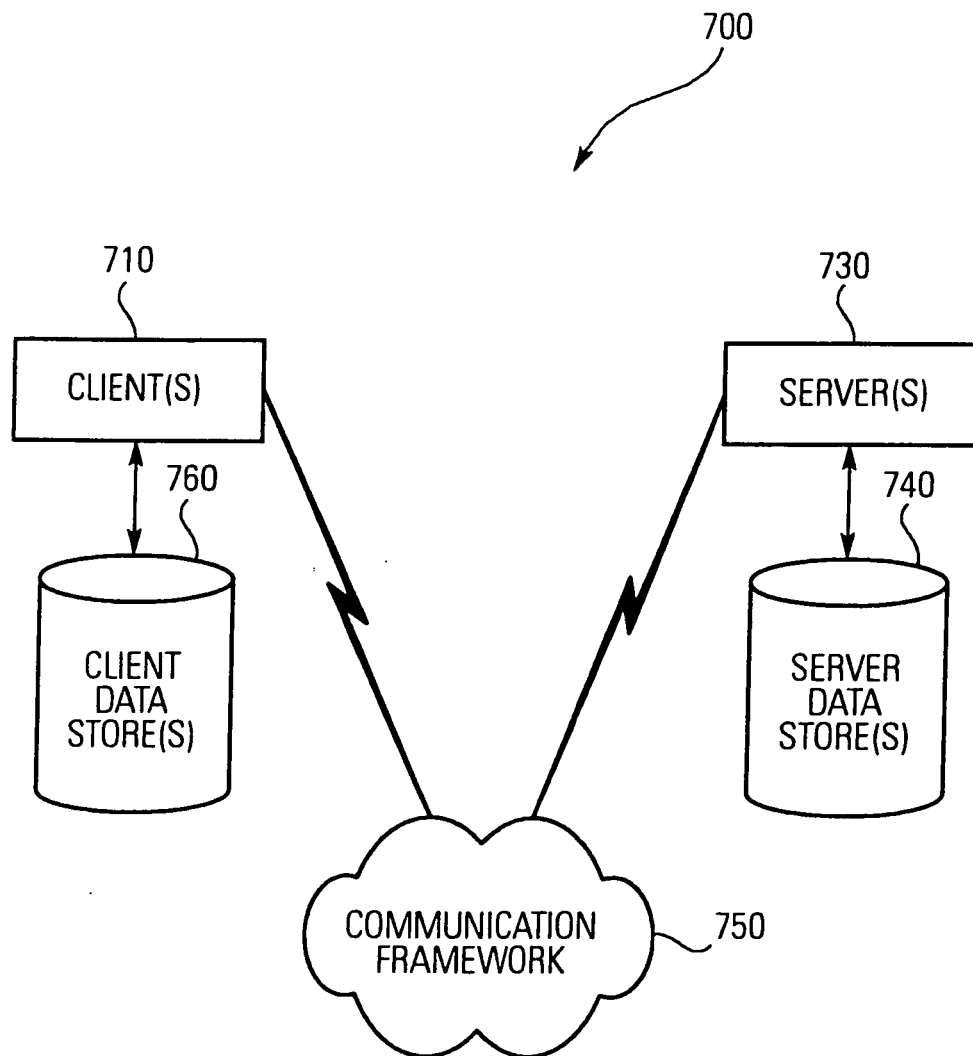 700
710
CLIENT(S)
730
SERVER(S)
760
CLIENT
DATA
STORE(S)
740
SERVER
DATA
STORE(S)
COMMUNICATION
FRAMEWORK
750